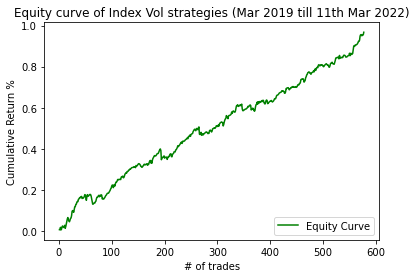 Equity curve of Index Vol strategies (Mar 2019 till 11th Mar 2022)
1.0
0.8
0.6
0.4
0.2
0.0
Cumulative Return %
Equity Curve
0 100 200 300 400 500 600
# of trades